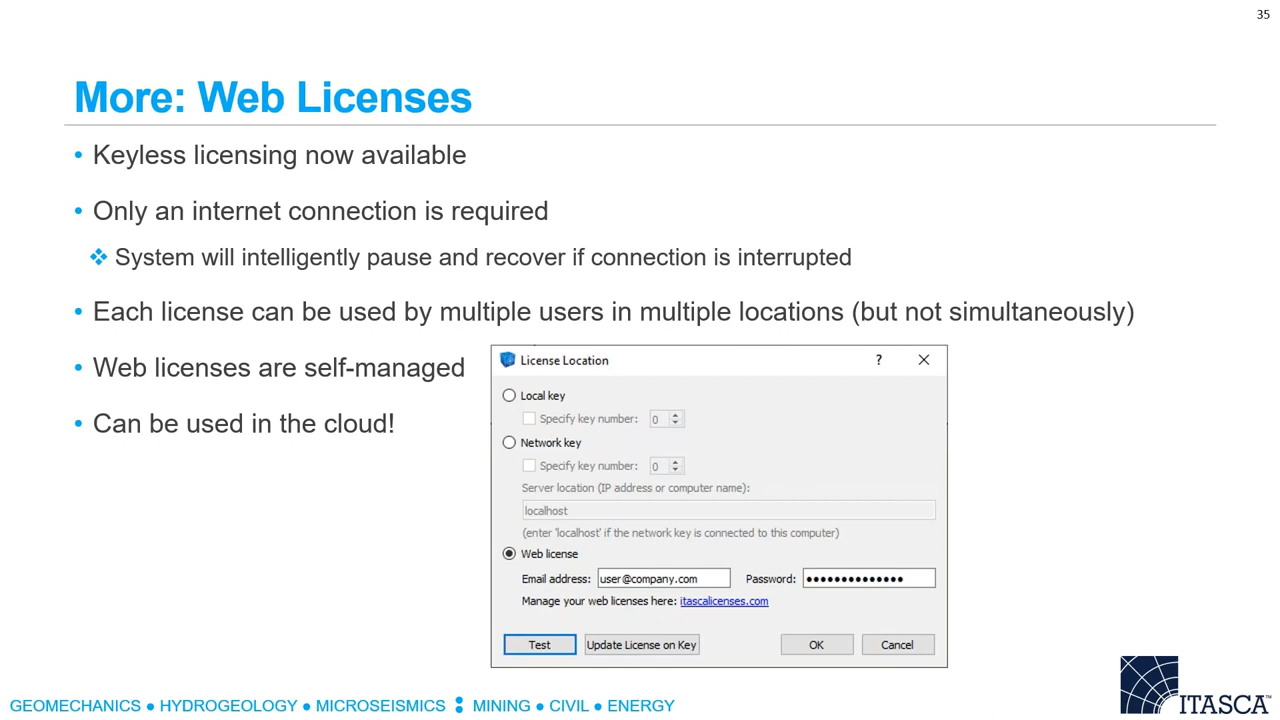 35
More: Web Licenses
• Keyless licensing now available
• Only an internet connection is required
❖ System will intelligently pause and recover if connection is interrupted
• Each license can be used by multiple users in multiple locations (but not simultaneously)
• Web licenses are self-managed
• Can be used in the cloud!
License Location ?
Local key
Specify key number: 0
Network key
Specify key number: 0
Server location (IP address or computer name):
localhost
(enter 'localhost' if the network key is connected to this computer)
Web license
Email address: user@company.com Password: ●●●●●●●●●●●●●●
Manage your web licenses here: itascalicenses.com
Test Update License on Key OK Cancel
GEOMECHANICS ● HYDROGEOLOGY ● MICROSEISMICS : MINING ● CIVIL ● ENERGY
ITASCA™